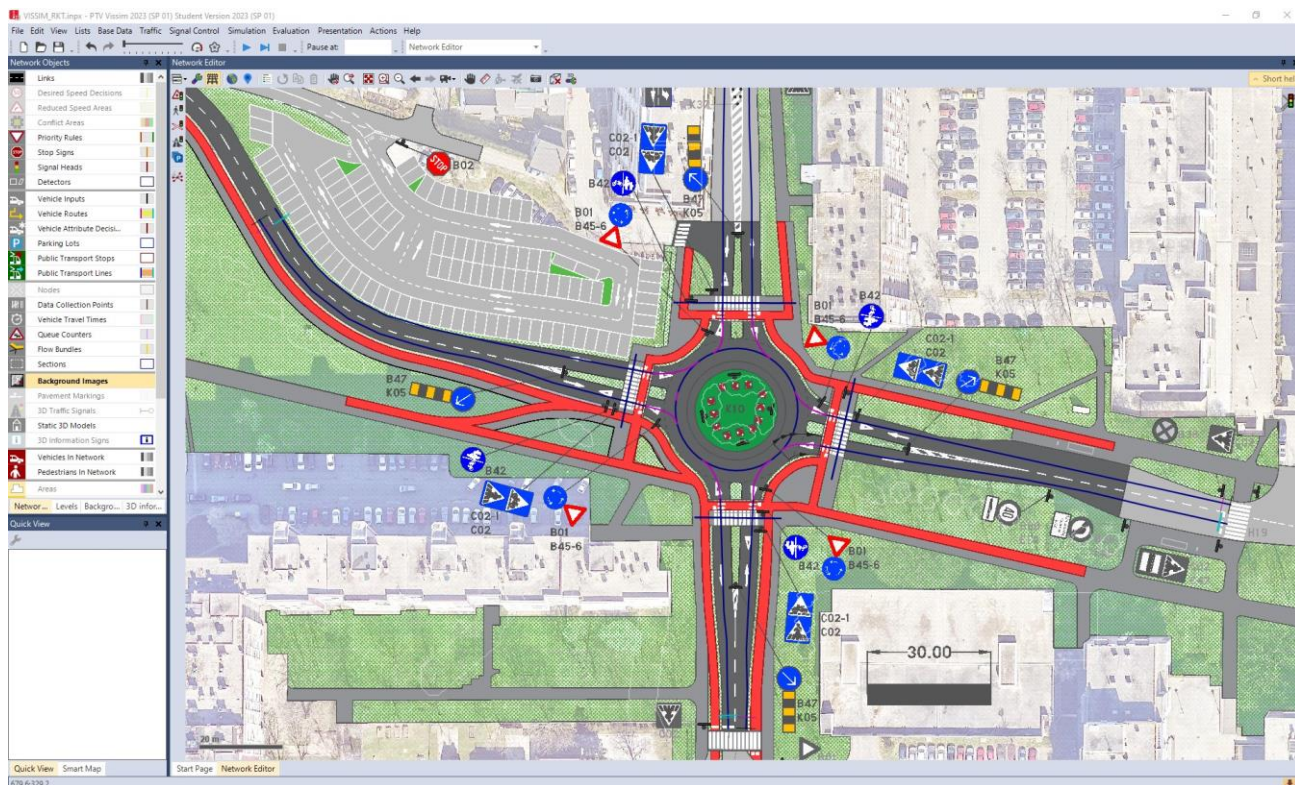 VISSIM_RKT.inpx - PTV Vissim 2023 (SP 01) Student Version 2023 (SP 01)
File Edit View Lists Base Data Traffic Signal Control Simulation Evaluation Presentation Actions Help
Pause at:
Network Editor
Network Objects
Network Editor
Short hel
Links
Desired Speed Decisions
Reduced Speed Areas
Conflict Areas
Priority Rules
Stop Signs
Signal Heads
Detectors
Vehicle Inputs
Vehicle Routes
Vehicle Attribute Decisi...
Parking Lots
Public Transport Stops
Public Transport Lines
Nodes
Data Collection Points
Vehicle Travel Times
Queue Counters
Flow Bundles
Sections
Background Images
Pavement Markings
3D Traffic Signals
Static 3D Models
3D Information Signs
Vehicles In Network
Pedestrians In Network
Areas
Networ... Levels Backgro... 3D infor...
Quick View
Quick View Smart Map
C02-1
C02
STOP
B02
B42
B47
K05
B01
B45-6
B01
B45-6
B42
C02-1
C02
B47
K05
B47
K05
K10
B42
C02-1
C02
B01
B45-6
H19
B42
B01
B45-6
C02-1
C02
30.00
B47
K05
20 m
Start Page Network Editor